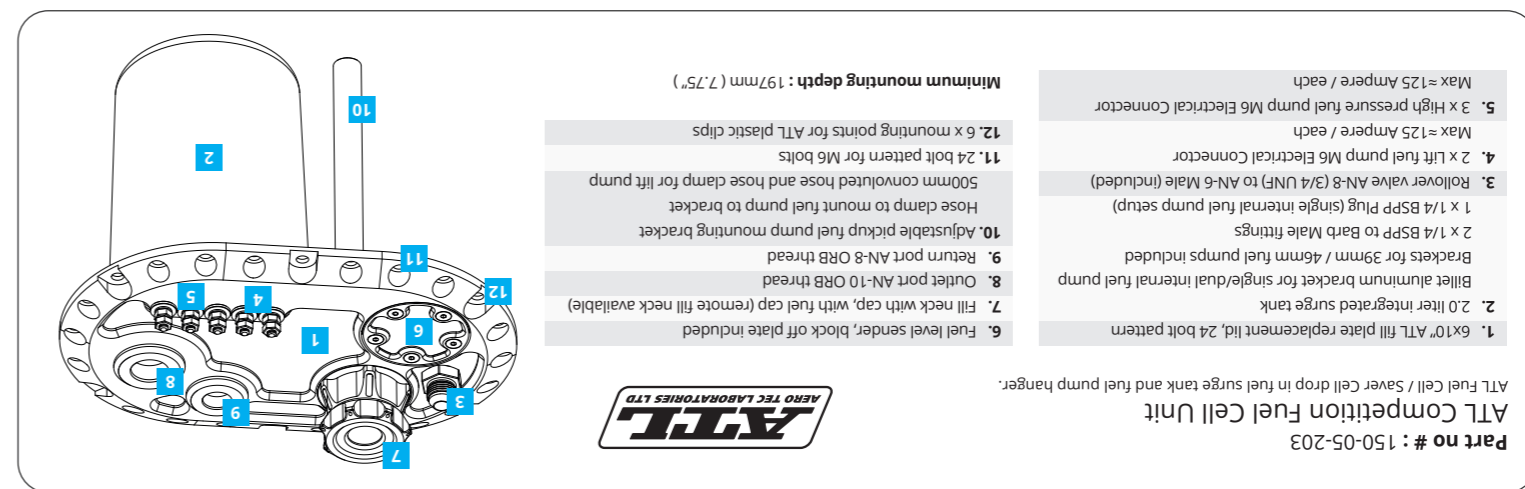 Part no # : 150-05-203
ATL Competition Fuel Cell Unit
ATL Fuel Cell / Saver Cell drop in fuel surge tank and fuel pump hanger.
1. 6x10" ATL fill plate replacement lid, 24 bolt pattern
2. 2.0 liter integrated surge tank
Billet aluminum bracket for single/dual internal fuel pump
Brackets for 39mm / 46mm fuel pumps included
2 x 1/4 BSPP to Barb Male fittings
1 x 1/4 BSPP Plug (single internal fuel pump setup)
3. Rollover valve AN-8 (3/4 UNF) to AN-6 Male (included)
4. 2 x Lift fuel pump M6 Electrical Connector
Max ≈125 Ampere / each
5. 3 x High pressure fuel pump M6 Electrical Connector
Max ≈125 Ampere / each
ATL
AERO TEC LABORATORIES LTD
6. Fuel level sender, block off plate included
7. Fill neck with cap, with fuel cap (remote fill neck available)
8. Outlet port AN-10 ORB thread
9. Return port AN-8 ORB thread
10. Adjustable pickup fuel pump mounting bracket
Hose clamp to mount fuel pump to bracket
500mm convoluted hose and hose clamp for lift pump
11. 24 bolt pattern for M6 bolts
12. 6 x mounting points for ATL plastic clips
Minimum mounting depth : 197mm ( 7.75" )
7
3
9
8
6
1
4
5
12
11
10
2